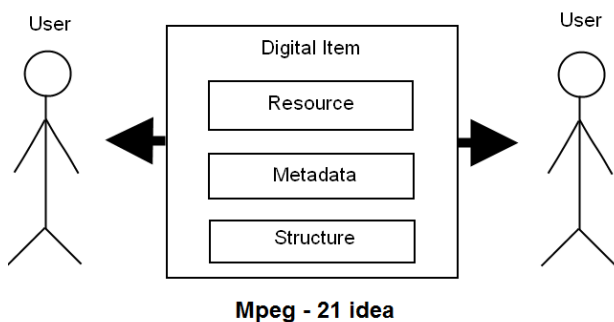 User
User
Digital Item
Resource
Metadata
Structure
Mpeg - 21 idea